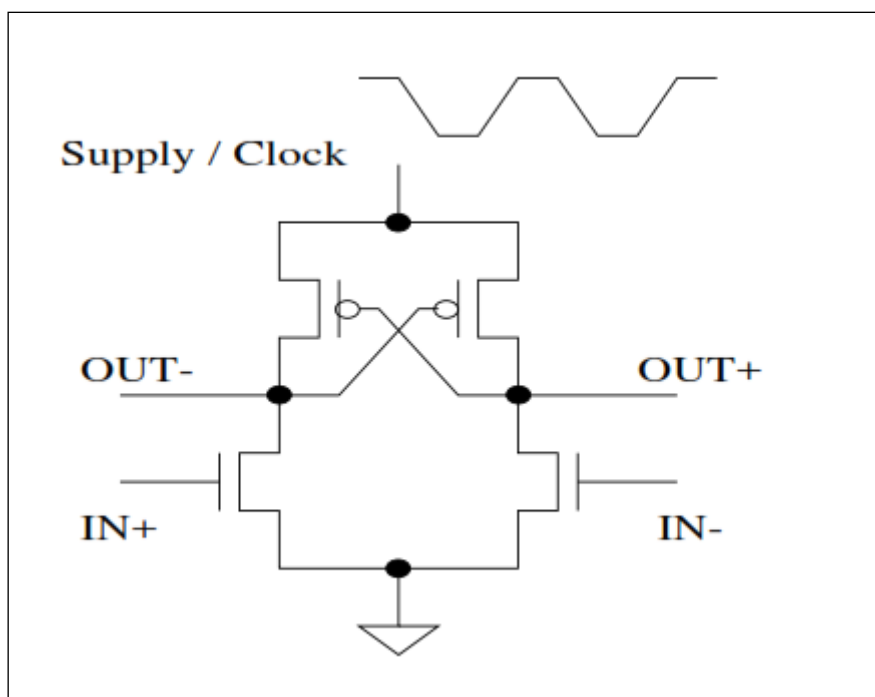 Supply / Clock
OUT-
OUT+
IN+
IN-